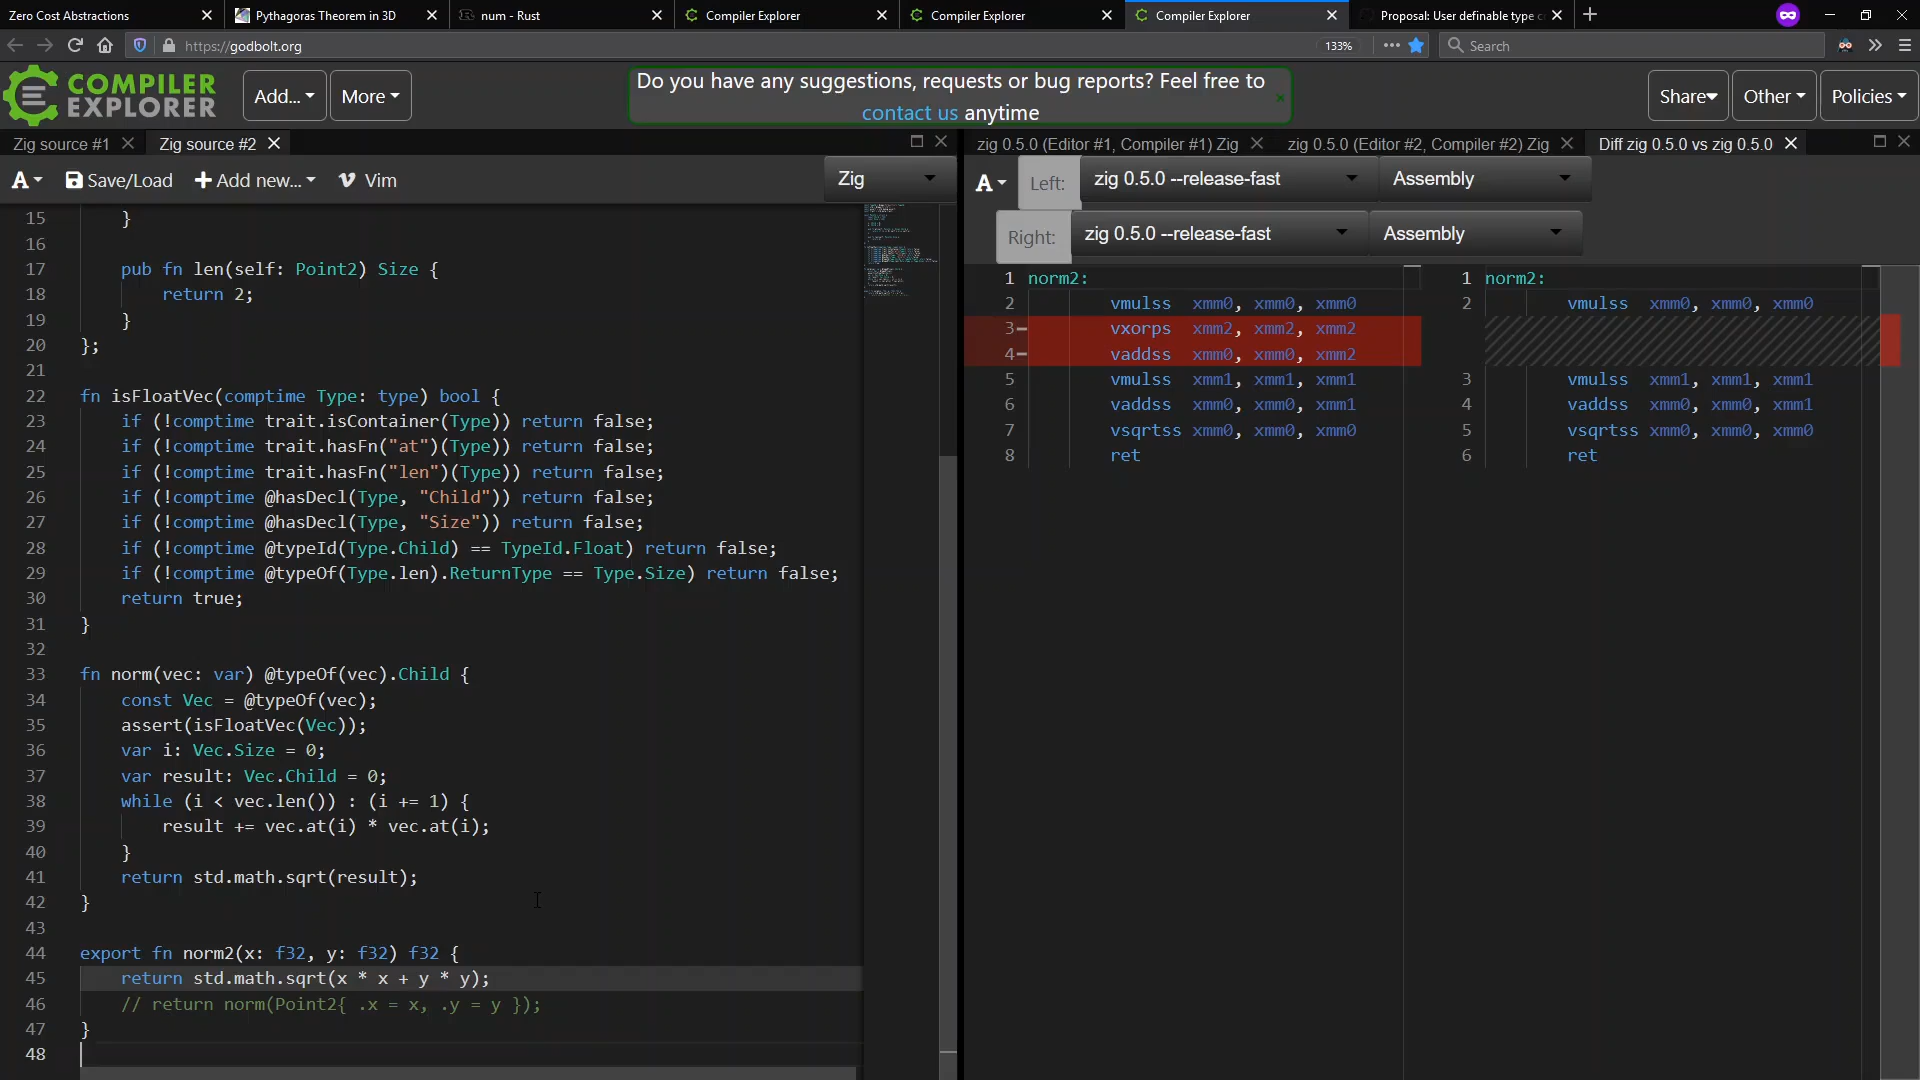 Zero Cost Abstractions
Pythagoras Theorem in 3D
num - Rust
Compiler Explorer
Compiler Explorer
Compiler Explorer
Proposal: User definable type c
https://godbolt.org
133%
Search
COMPILER
EXPLORER
Add...
More
Do you have any suggestions, requests or bug reports? Feel free to
contact us anytime
Share
Other
Policies
Zig source #1
Zig source #2
zig 0.5.0 (Editor #1, Compiler #1) Zig
zig 0.5.0 (Editor #2, Compiler #2) Zig
Diff zig 0.5.0 vs zig 0.5.0
A
Save/Load
+ Add new...
Vim
Zig
A
Left:
zig 0.5.0 --release-fast
Assembly
Right:
zig 0.5.0 --release-fast
Assembly
15 }
16
17 pub fn len(self: Point2) Size {
18 return 2;
19 }
20 };
21
22 fn isFloatVec(comptime Type: type) bool {
23 if (!comptime trait.isContainer(Type)) return false;
24 if (!comptime trait.hasFn("at")(Type)) return false;
25 if (!comptime trait.hasFn("len")(Type)) return false;
26 if (!comptime @hasDecl(Type, "Child")) return false;
27 if (!comptime @hasDecl(Type, "Size")) return false;
28 if (!comptime @typeId(Type.Child) == TypeId.Float) return false;
29 if (!comptime @typeOf(Type.len).ReturnType == Type.Size) return false;
30 return true;
31 }
32
33 fn norm(vec: var) @typeOf(vec).Child {
34 const Vec = @typeOf(vec);
35 assert(isFloatVec(Vec));
36 var i: Vec.Size = 0;
37 var result: Vec.Child = 0;
38 while (i < vec.len()) : (i += 1) {
39 result += vec.at(i) * vec.at(i);
40 }
41 return std.math.sqrt(result);
42 }
43
44 export fn norm2(x: f32, y: f32) f32 {
45 return std.math.sqrt(x * x + y * y);
46 // return norm(Point2{ .x = x, .y = y });
47 }
48
1 norm2:
2 vmulss xmm0, xmm0, xmm0
3- vxorps xmm2, xmm2, xmm2
4- vaddss xmm0, xmm0, xmm2
5 vmulss xmm1, xmm1, xmm1
6 vaddss xmm0, xmm0, xmm1
7 vsqrtss xmm0, xmm0, xmm0
8 ret
1 norm2:
2 vmulss xmm0, xmm0, xmm0
3 vmulss xmm1, xmm1, xmm1
4 vaddss xmm0, xmm0, xmm1
5 vsqrtss xmm0, xmm0, xmm0
6 ret